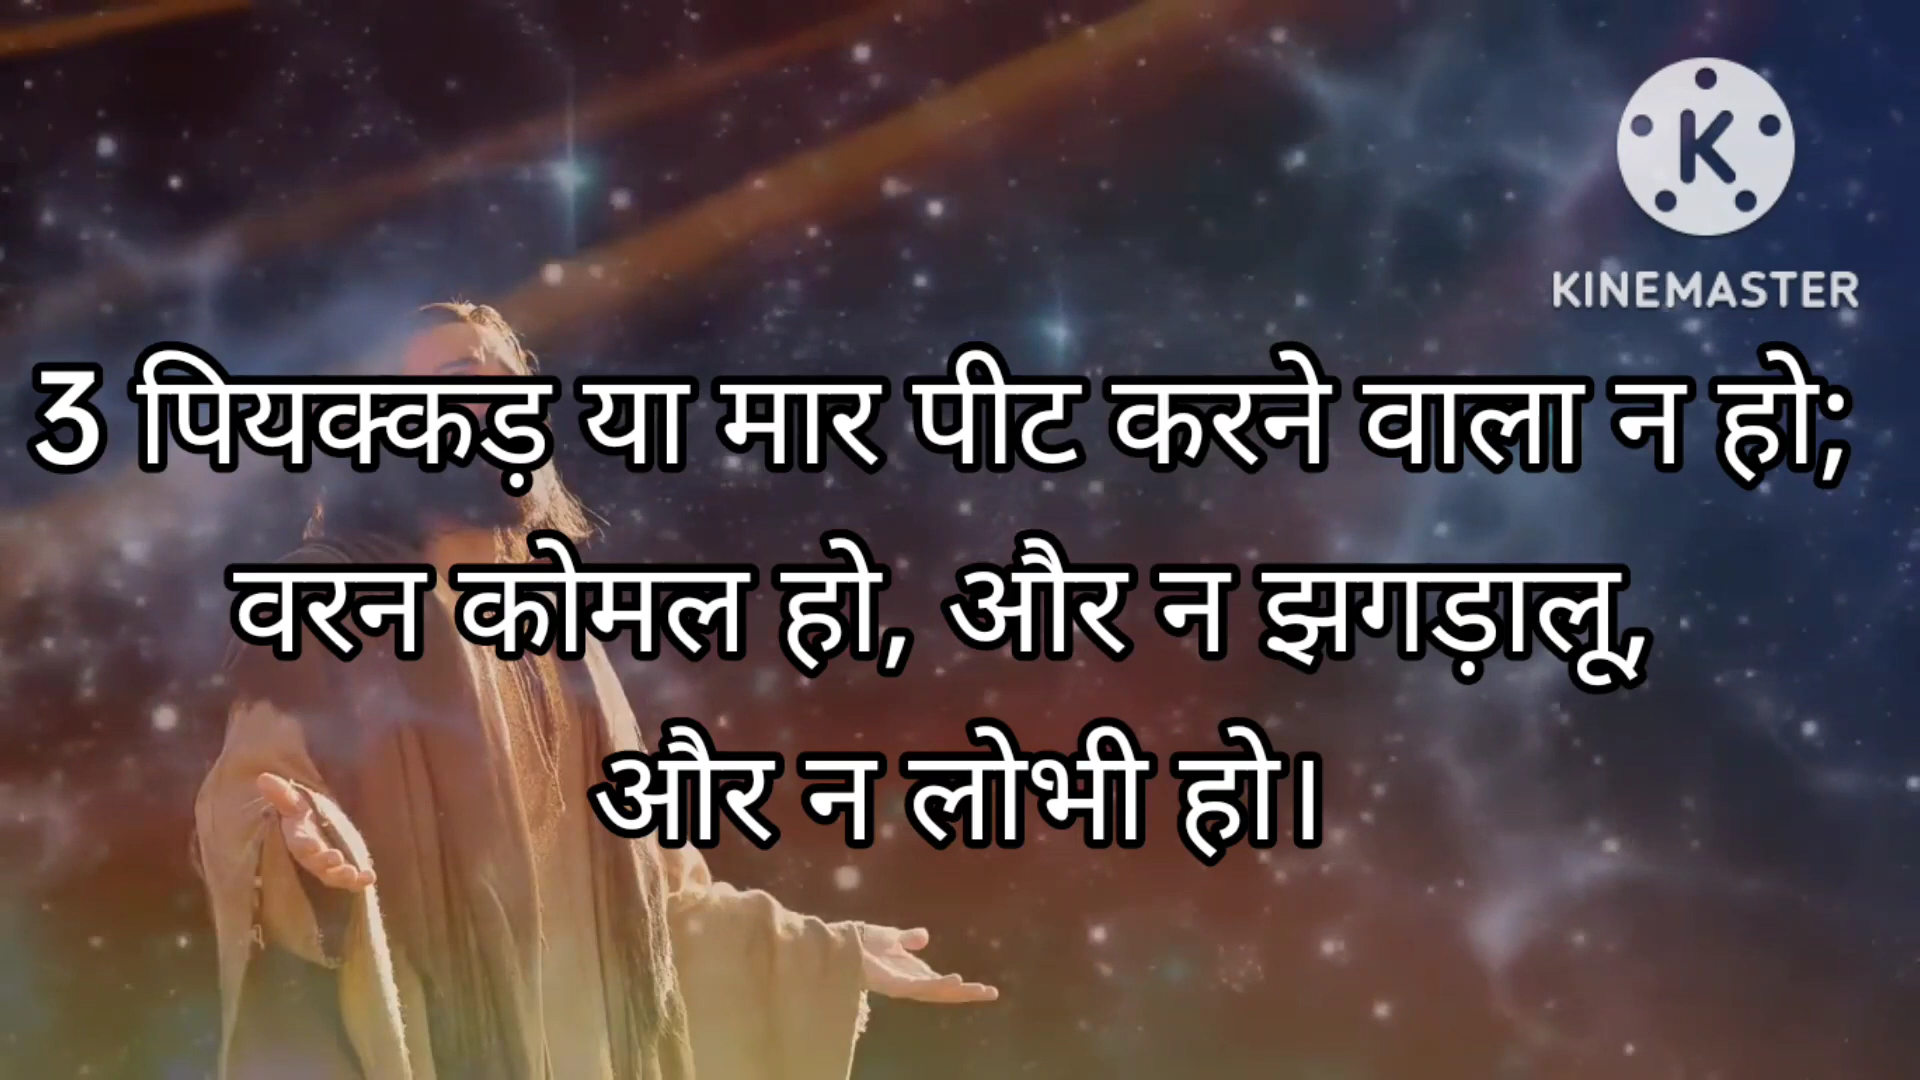 KINEMASTER
3 पियक्कड़ या मार पीट करने वाला न हो;
वरन कोमल हो, और न झगड़ालू,
और न लोभी हो।